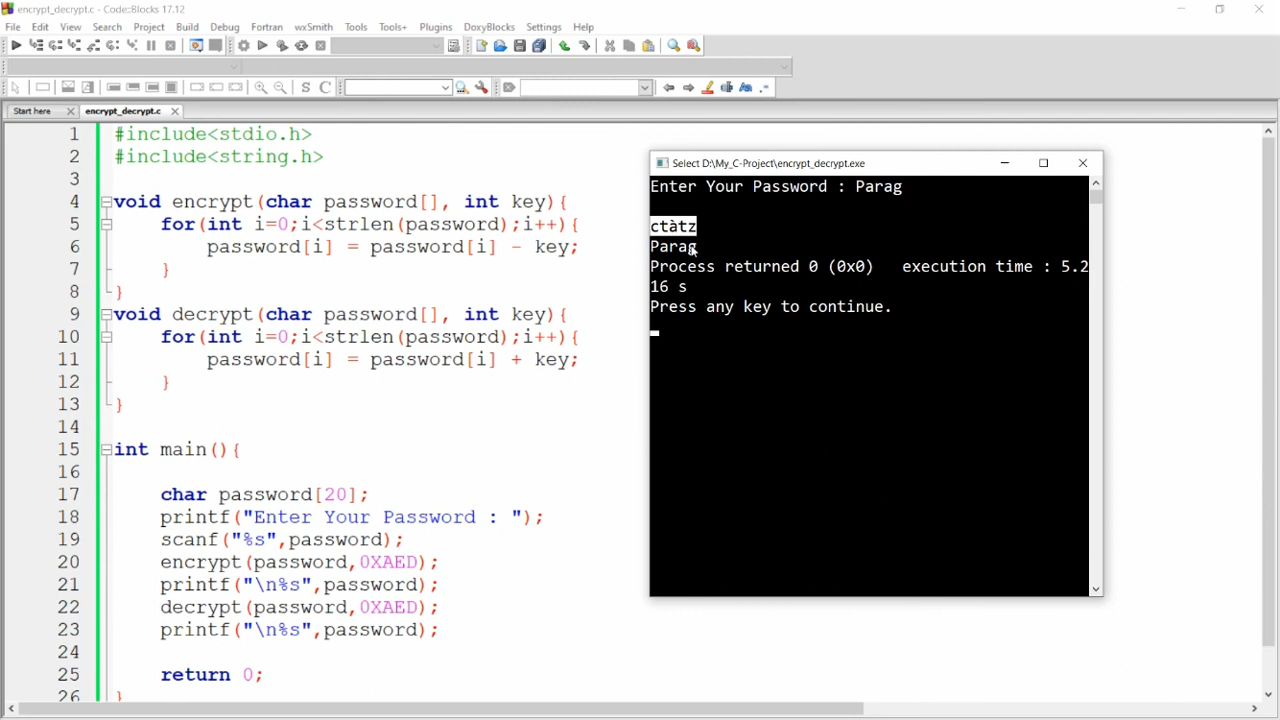 encrypt_decrypt.c - Code::Blocks 17.12
File Edit View Search Project Build Debug Fortran wxSmith Tools Tools+ Plugins DoxyBlocks Settings Help
Start here encrypt_decrypt.c
1 #include<stdio.h>
2 #include<string.h>
3
4 void encrypt(char password[], int key){
5 for(int i=0;i<strlen(password);i++){
6 password[i] = password[i] - key;
7 }
8 }
9 void decrypt(char password[], int key){
10 for(int i=0;i<strlen(password);i++){
11 password[i] = password[i] + key;
12 }
13 }
14
15 int main(){
16
17 char password[20];
18 printf("Enter Your Password : ");
19 scanf("%s",password);
20 encrypt(password,0XAED);
21 printf("\n%s",password);
22 decrypt(password,0XAED);
23 printf("\n%s",password);
24
25 return 0;
26 }
Select D:\My_C-Project\encrypt_decrypt.exe
Enter Your Password : Parag
ctàtz
Parag
Process returned 0 (0x0) execution time : 5.2
16 s
Press any key to continue.